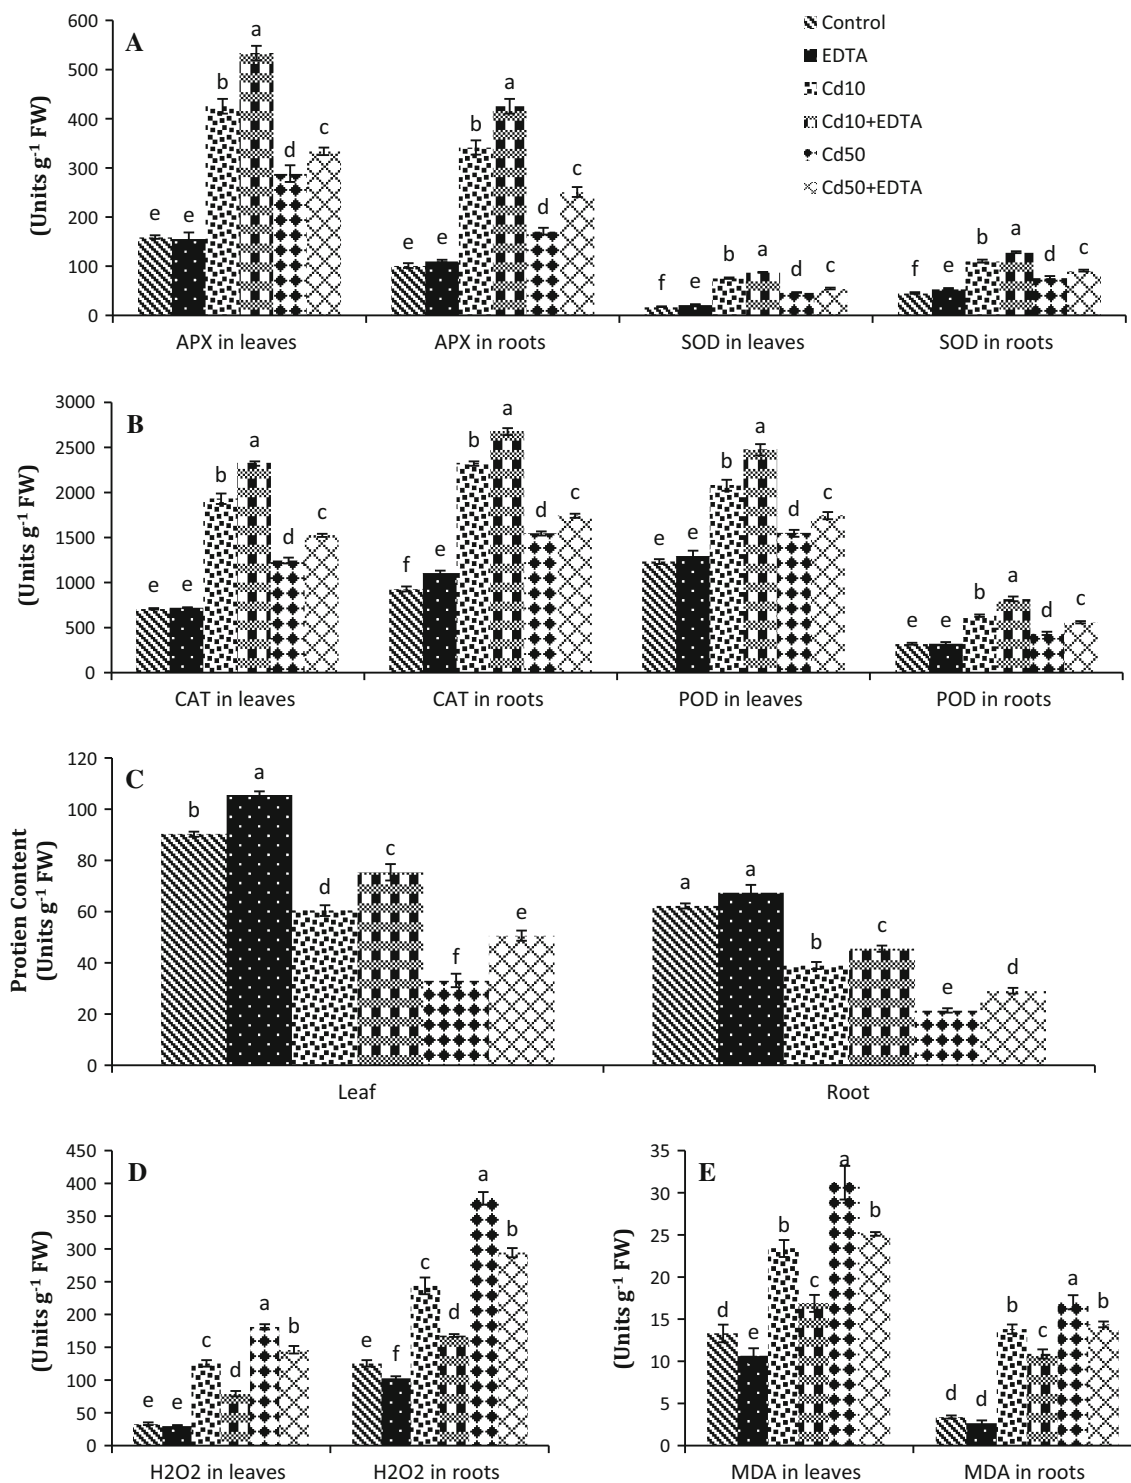 A
(Units g-1 FW)
600
500
400
300
200
100
0
Control
EDTA
Cd10
Cd10+EDTA
Cd50
Cd50+EDTA
e e b a d c
e e b a d c
f e b a d c
f e b a d c
APX in leaves APX in roots SOD in leaves SOD in roots
B
(Units g-1 FW)
3000
2500
2000
1500
1000
500
0
e e b a d c
f e b a d c
e e b a d c
e e b a d c
CAT in leaves CAT in roots POD in leaves POD in roots
C
Protien Content
(Units g-1 FW)
120
100
80
60
40
20
0
b a d c f e
a a b c e d
Leaf Root
D
(Units g-1 FW)
450
400
350
300
250
200
150
100
50
0
e e c d a b
e f c d a b
H2O2 in leaves H2O2 in roots
E
(Units g-1 FW)
35
30
25
20
15
10
5
0
d e b c a b
d d b c a b
MDA in leaves MDA in roots